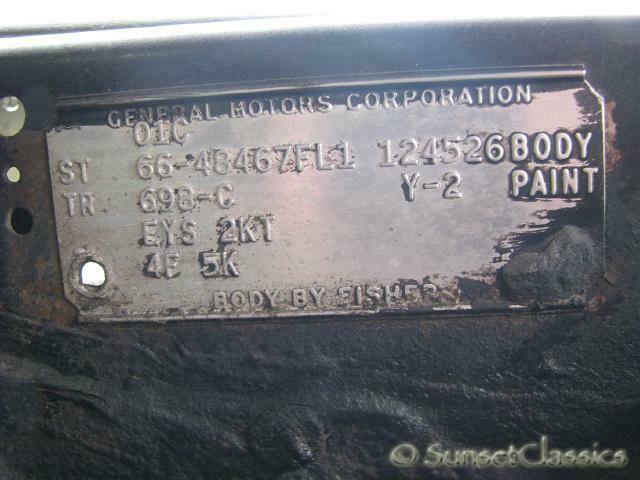 GENERAL MOTORS CORPORATION
01C
ST 66-48467FL1 124526 BODY
TR 698-C Y-2 PAINT
EYS 2KT
4E 5K
BODY BY FISHER
© SunsetClassics